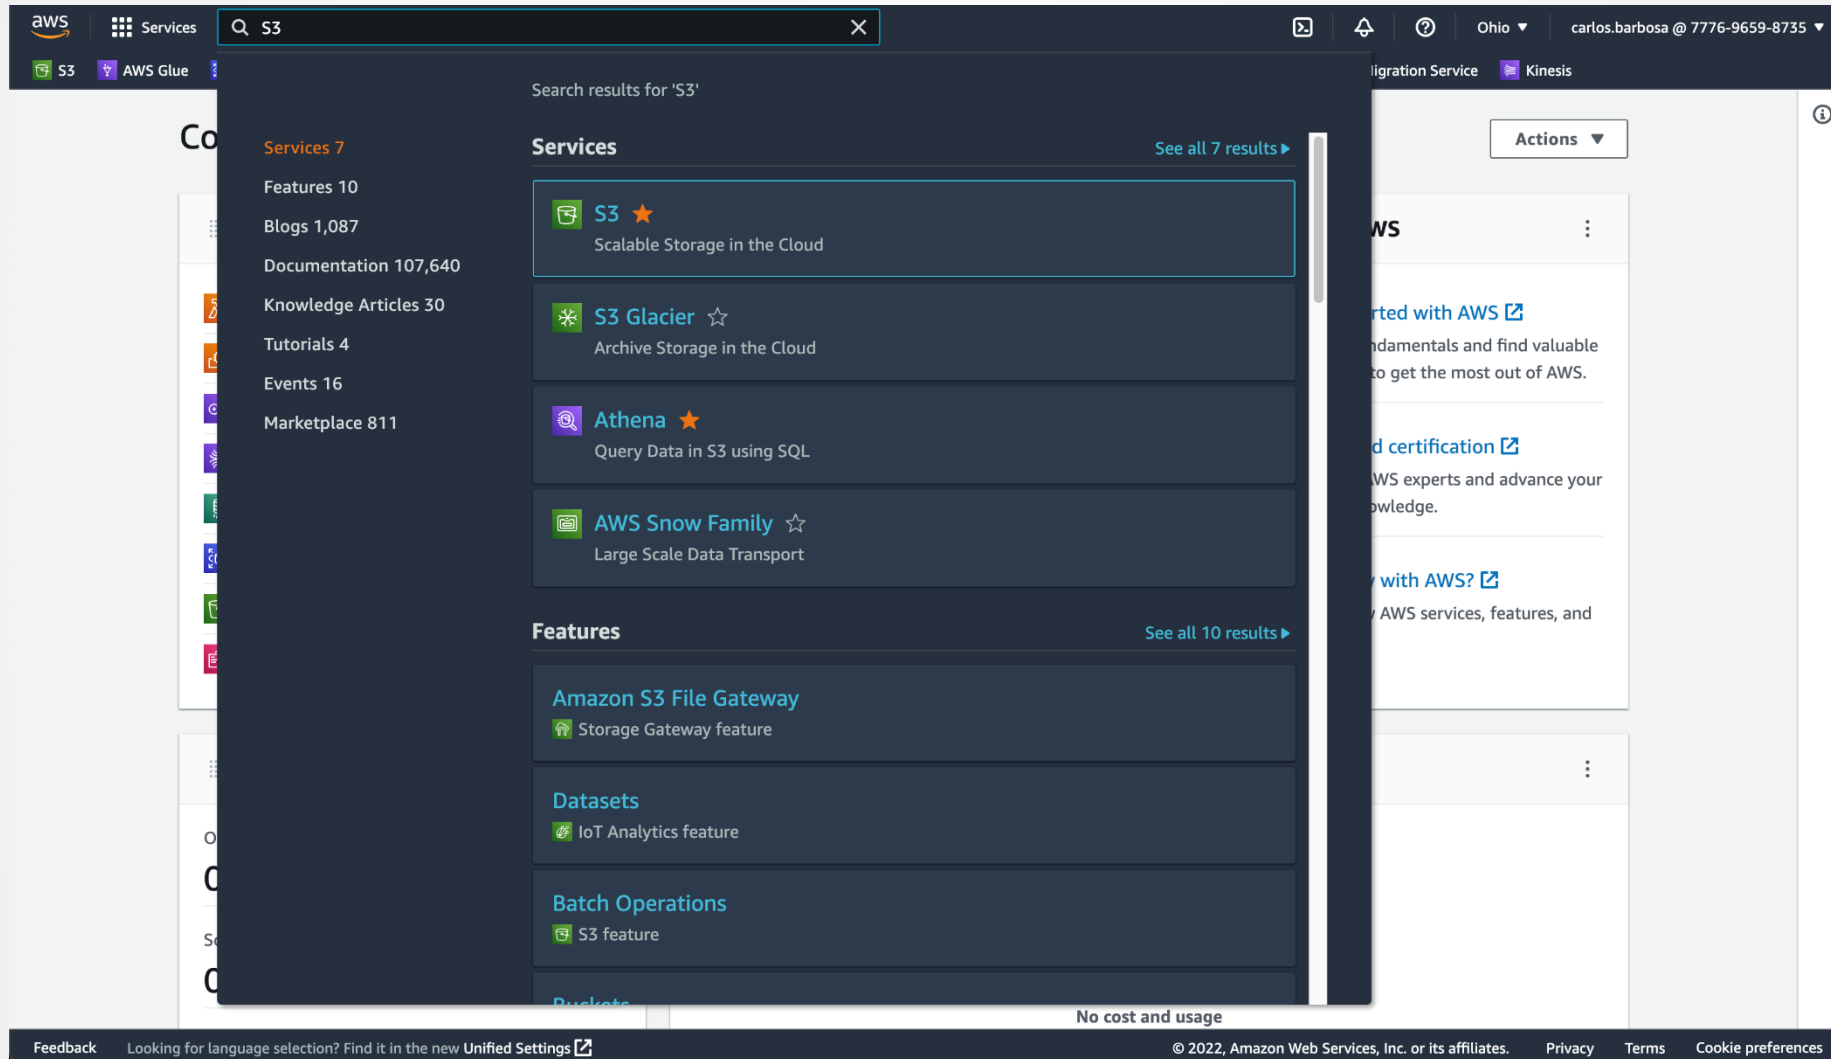 aws
Services
S3
Ohio
carlos.barbosa @ 7776-9659-8735
S3
AWS Glue
igration Service
Kinesis
Search results for 'S3'
Co
Actions
Services 7
Features 10
Blogs 1,087
Documentation 107,640
Knowledge Articles 30
Tutorials 4
Events 16
Marketplace 811
Services
See all 7 results
S3
Scalable Storage in the Cloud
S3 Glacier
Archive Storage in the Cloud
Athena
Query Data in S3 using SQL
AWS Snow Family
Large Scale Data Transport
Features
See all 10 results
Amazon S3 File Gateway
Storage Gateway feature
Datasets
IoT Analytics feature
Batch Operations
S3 feature
Buckets
WS
rted with AWS
ndamentals and find valuable
to get the most out of AWS.
d certification
WS experts and advance your
owledge.
with AWS?
AWS services, features, and
No cost and usage
Feedback
Looking for language selection? Find it in the new Unified Settings
© 2022, Amazon Web Services, Inc. or its affiliates.
Privacy
Terms
Cookie preferences